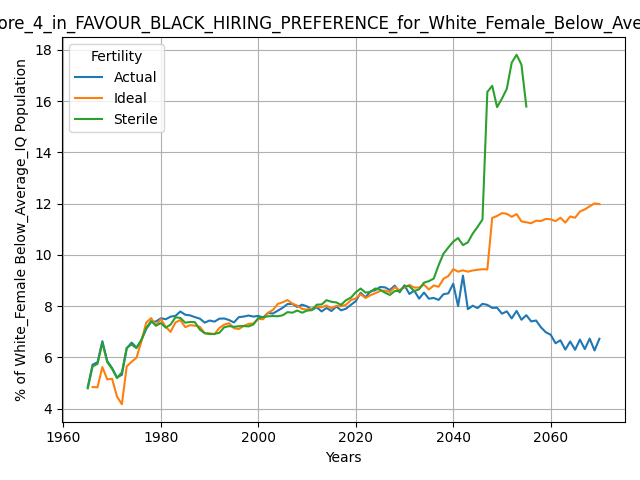 ore_4_in_FAVOUR_BLACK_HIRING_PREFERENCE_for_White_Female_Below_Ave
Fertility
Actual
Ideal
Sterile
% of White_Female Below_Average_IQ Population
18
16
14
12
10
8
6
4
1960 1980 2000 2020 2040 2060
Years